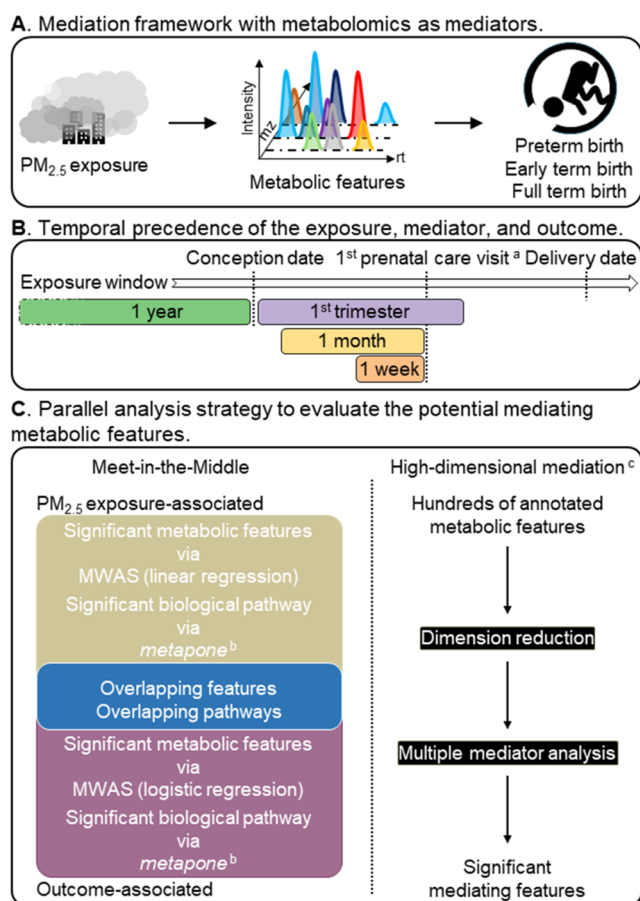 A. Mediation framework with metabolomics as mediators.
PM2.5 exposure
Intensity
mz
rt
Metabolic features
Preterm birth
Early term birth
Full term birth
B. Temporal precedence of the exposure, mediator, and outcome.
Conception date 1st prenatal care visit a Delivery date
Exposure window
1 year
1st trimester
1 month
1 week
C. Parallel analysis strategy to evaluate the potential mediating
metabolic features.
Meet-in-the-Middle
PM2.5 exposure-associated
Significant metabolic features
via
MWAS (linear regression)
Significant biological pathway
via
metapone b
Overlapping features
Overlapping pathways
Significant metabolic features
via
MWAS (logistic regression)
Significant biological pathway
via
metapone b
Outcome-associated
High-dimensional mediation c
Hundreds of annotated
metabolic features
Dimension reduction
Multiple mediator analysis
Significant
mediating features